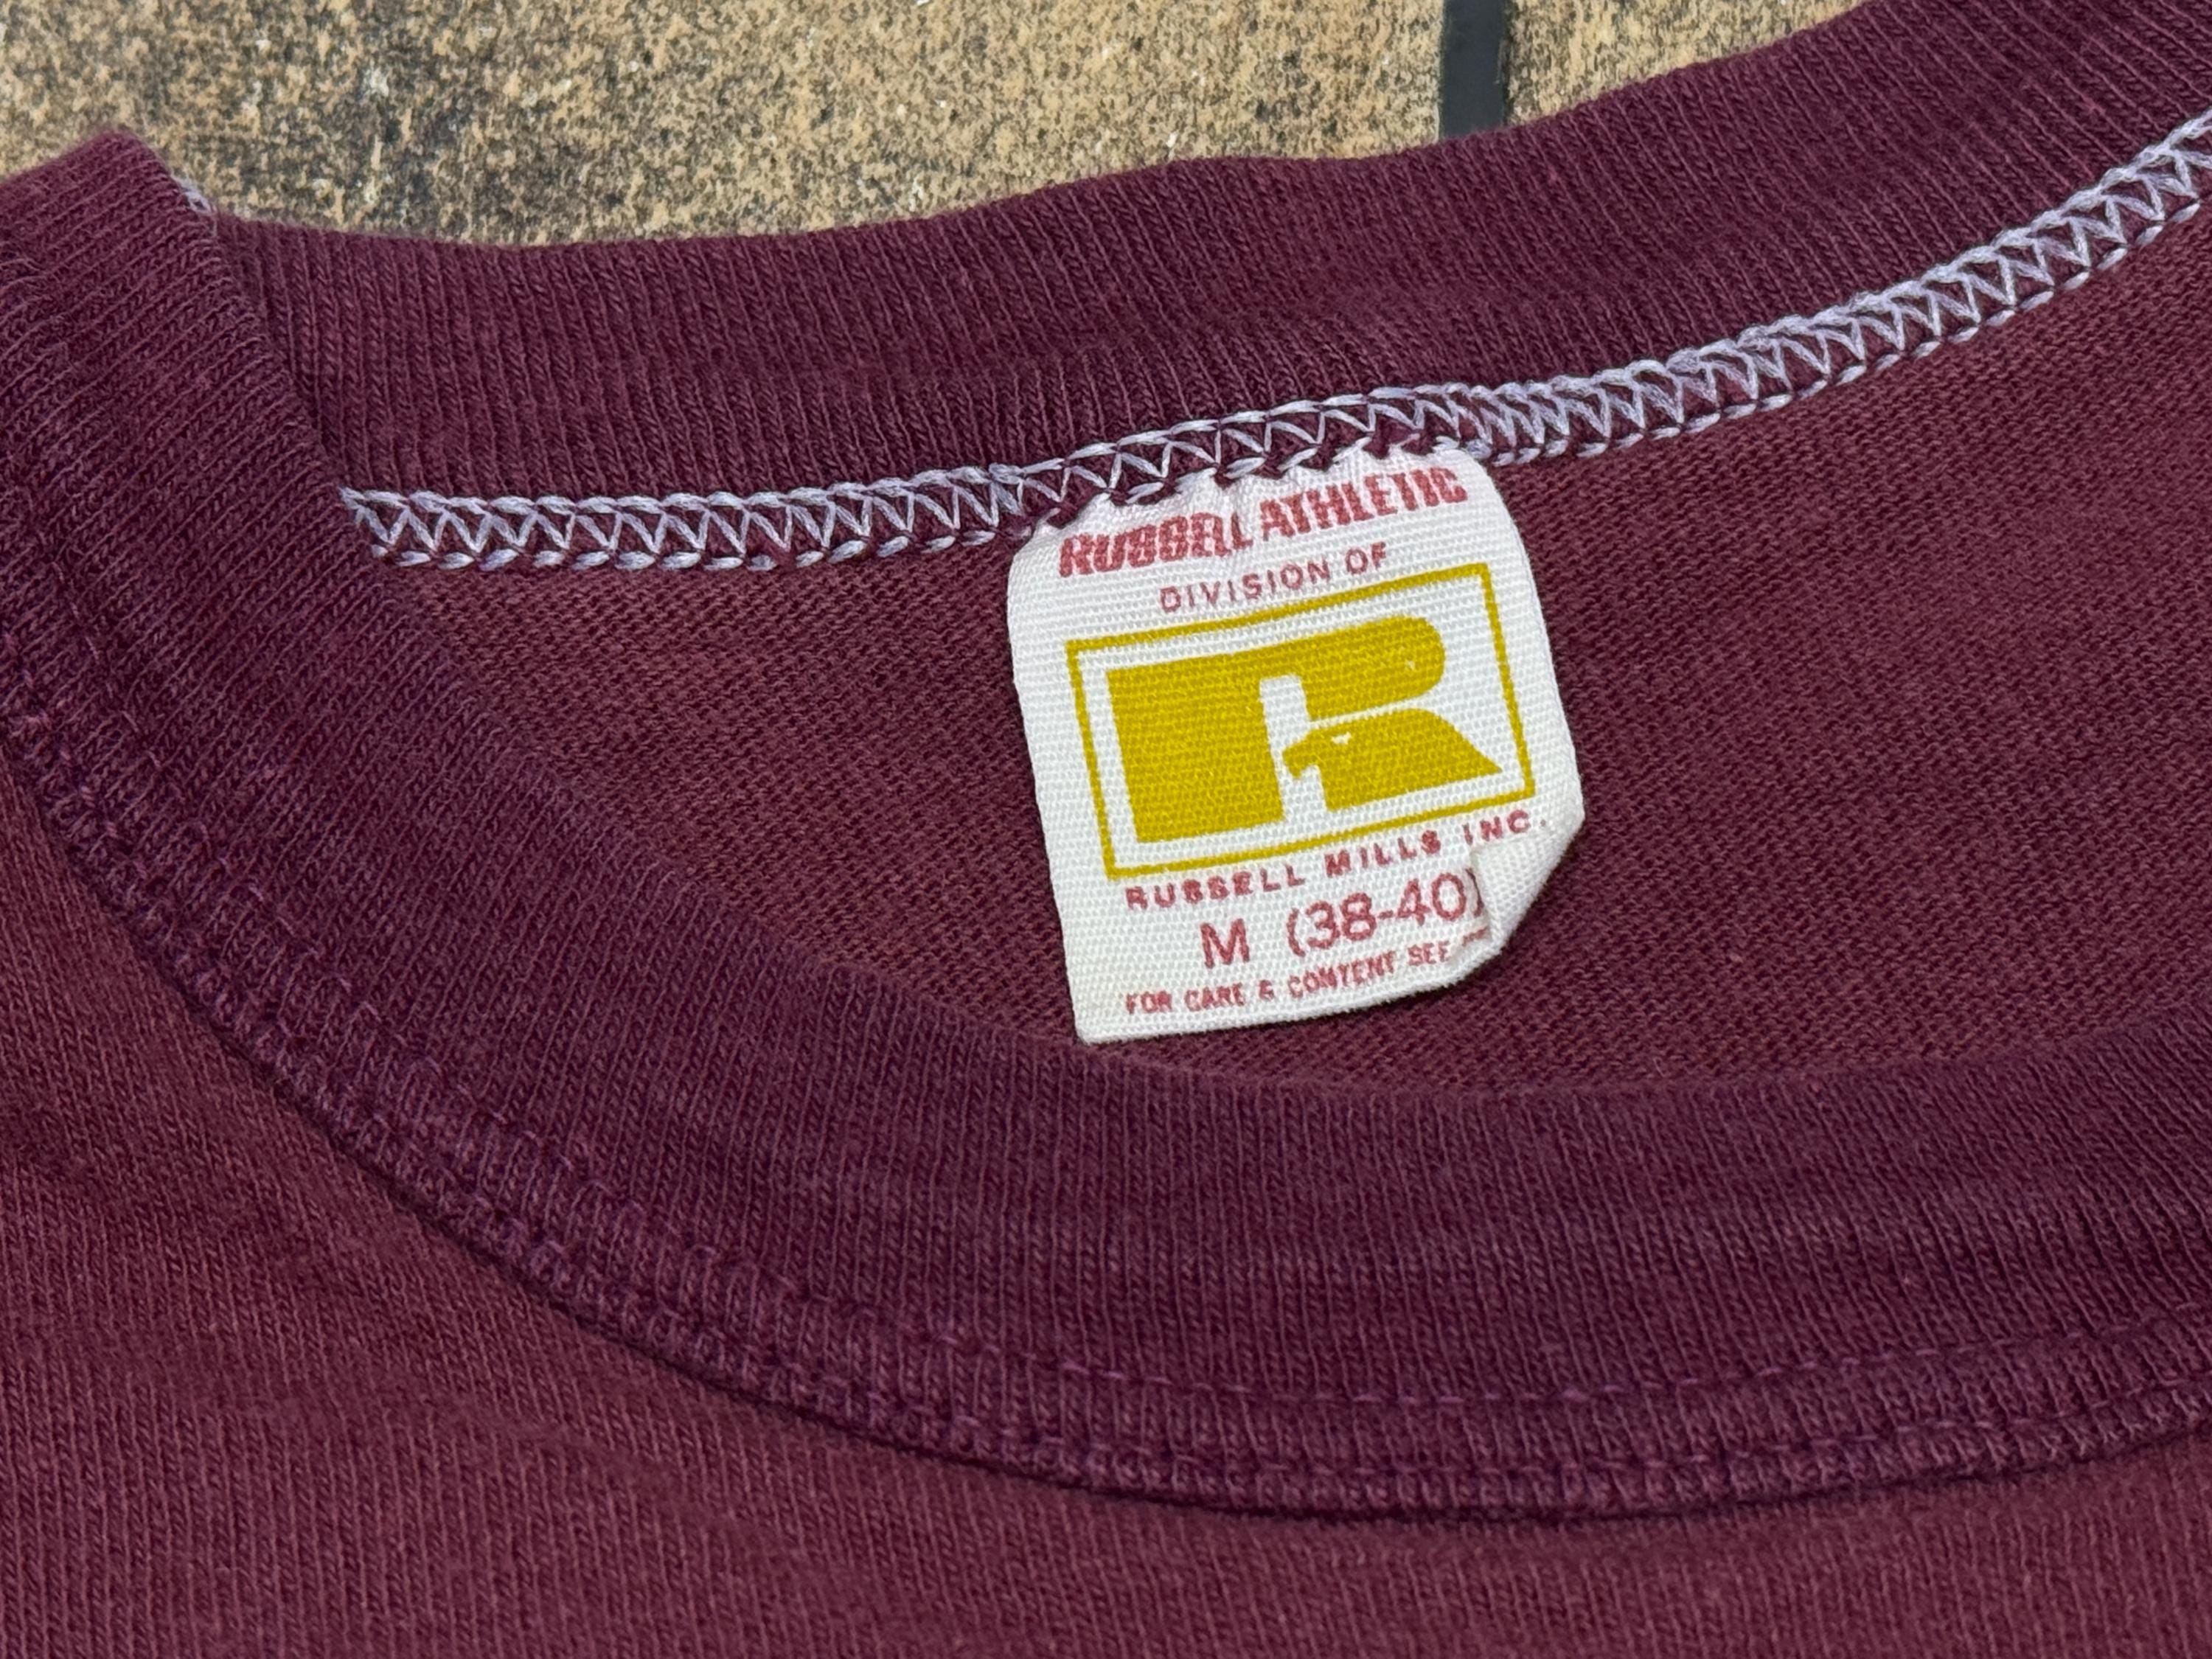 RUSSELL ATHLETIC
DIVISION OF
R
RUSSELL MILLS INC.
M (38-40)
FOR CARE & CONTENT SEE